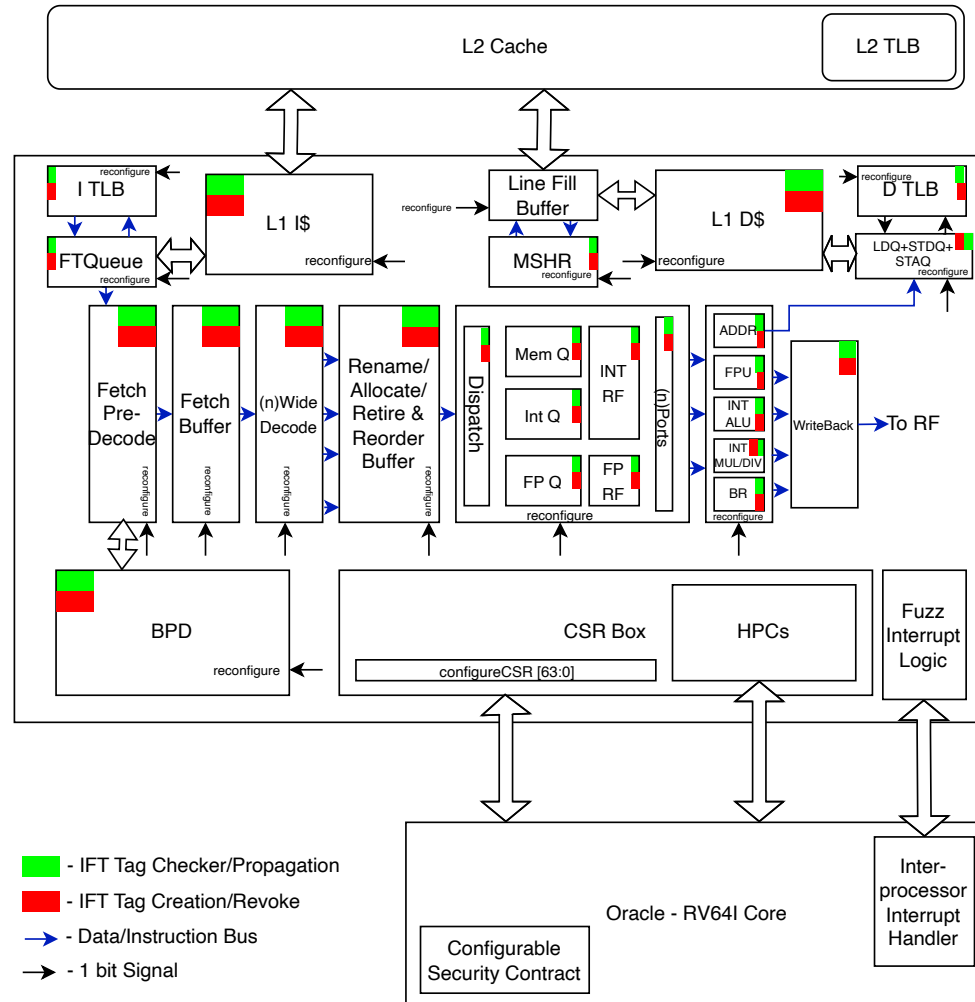 L2 Cache
L2 TLB
reconfigure
I TLB
FTQueue
reconfigure
L1 I$
reconfigure
reconfigure
Line Fill
Buffer
MSHR
reconfigure
L1 D$
reconfigure
reconfigure
D TLB
LDQ+STDQ+
STAQ
reconfigure
Fetch
Pre-
Decode
reconfigure
Fetch
Buffer
reconfigure
(n)Wide
Decode
reconfigure
Rename/
Allocate/
Retire &
Reorder
Buffer
reconfigure
Dispatch
Mem Q
Int Q
FP Q
INT
RF
FP
RF
(n)Ports
reconfigure
ADDR
FPU
INT
ALU
INT
MUL/DIV
BR
reconfigure
WriteBack
To RF
BPD
reconfigure
CSR Box
configureCSR [63:0]
HPCs
Fuzz
Interrupt
Logic
- IFT Tag Checker/Propagation
- IFT Tag Creation/Revoke
- Data/Instruction Bus
- 1 bit Signal
Oracle - RV64I Core
Configurable
Security Contract
Inter-
processor
Interrupt
Handler